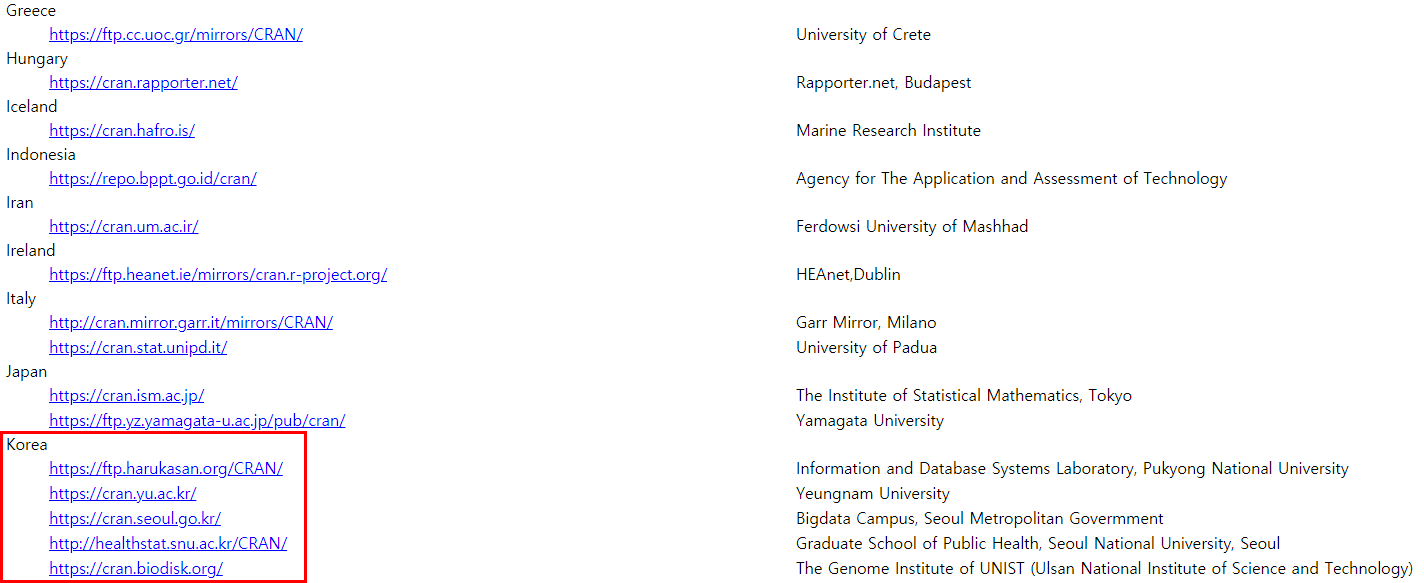 Greece
https://ftp.cc.uoc.gr/mirrors/CRAN/ University of Crete
Hungary
https://cran.rapporter.net/ Rapporter.net, Budapest
Iceland
https://cran.hafro.is/ Marine Research Institute
Indonesia
https://repo.bppt.go.id/cran/ Agency for The Application and Assessment of Technology
Iran
https://cran.um.ac.ir/ Ferdowsi University of Mashhad
Ireland
https://ftp.heanet.ie/mirrors/cran.r-project.org/ HEAnet,Dublin
Italy
http://cran.mirror.garr.it/mirrors/CRAN/ Garr Mirror, Milano
https://cran.stat.unipd.it/ University of Padua
Japan
https://cran.ism.ac.jp/ The Institute of Statistical Mathematics, Tokyo
https://ftp.yz.yamagata-u.ac.jp/pub/cran/ Yamagata University
Korea
https://ftp.harukasan.org/CRAN/ Information and Database Systems Laboratory, Pukyong National University
https://cran.yu.ac.kr/ Yeungnam University
https://cran.seoul.go.kr/ Bigdata Campus, Seoul Metropolitan Govermment
http://healthstat.snu.ac.kr/CRAN/ Graduate School of Public Health, Seoul National University, Seoul
https://cran.biodisk.org/ The Genome Institute of UNIST (Ulsan National Institute of Science and Technology)